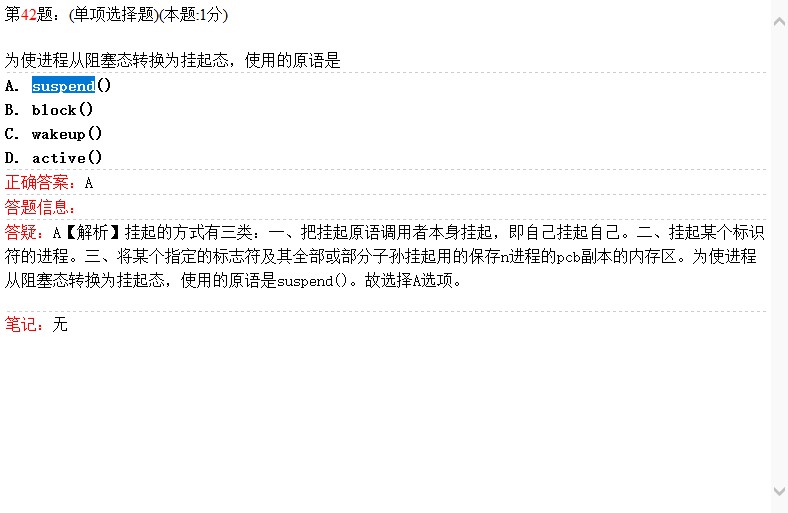 第42题：(单项选择题)(本题:1分)
为使进程从阻塞态转换为挂起态，使用的原语是
A. suspend()
B. block()
C. wakeup()
D. active()
正确答案：A
答题信息：
答疑：A【解析】挂起的方式有三类：一、把挂起原语调用者本身挂起，即自己挂起自己。二、挂起某个标识
符的进程。三、将某个指定的标志符及其全部或部分子孙挂起用的保存n进程的pcb副本的内存区。为使进程
从阻塞态转换为挂起态，使用的原语是suspend()。故选择A选项。
笔记：无